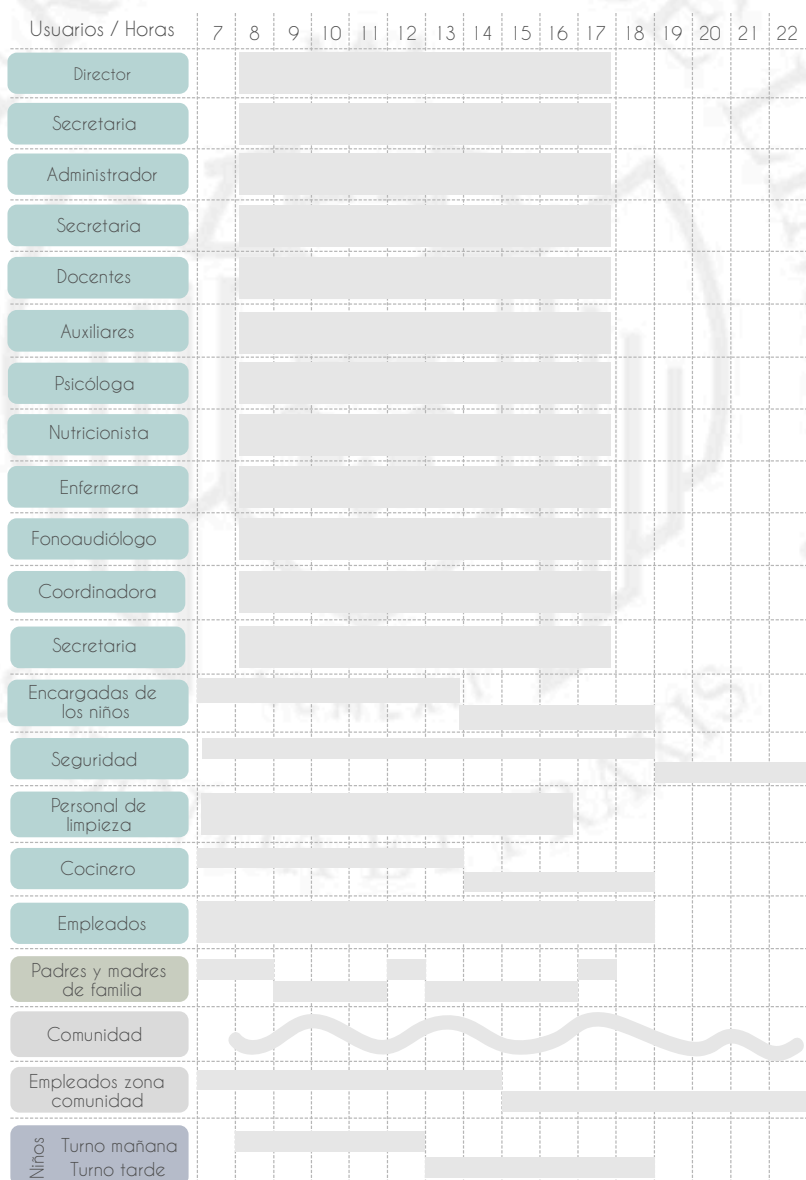 Usuarios / Horas 7 8 9 10 11 12 13 14 15 16 17 18 19 20 21 22
Director
Secretaria
Administrador
Secretaria
Docentes
Auxiliares
Psicóloga
Nutricionista
Enfermera
Fonoaudiólogo
Coordinadora
Secretaria
Encargadas de
los niños
Seguridad
Personal de
limpieza
Cocinero
Empleados
Padres y madres
de familia
Comunidad
Empleados zona
comunidad
Niños
Turno mañana
Turno tarde